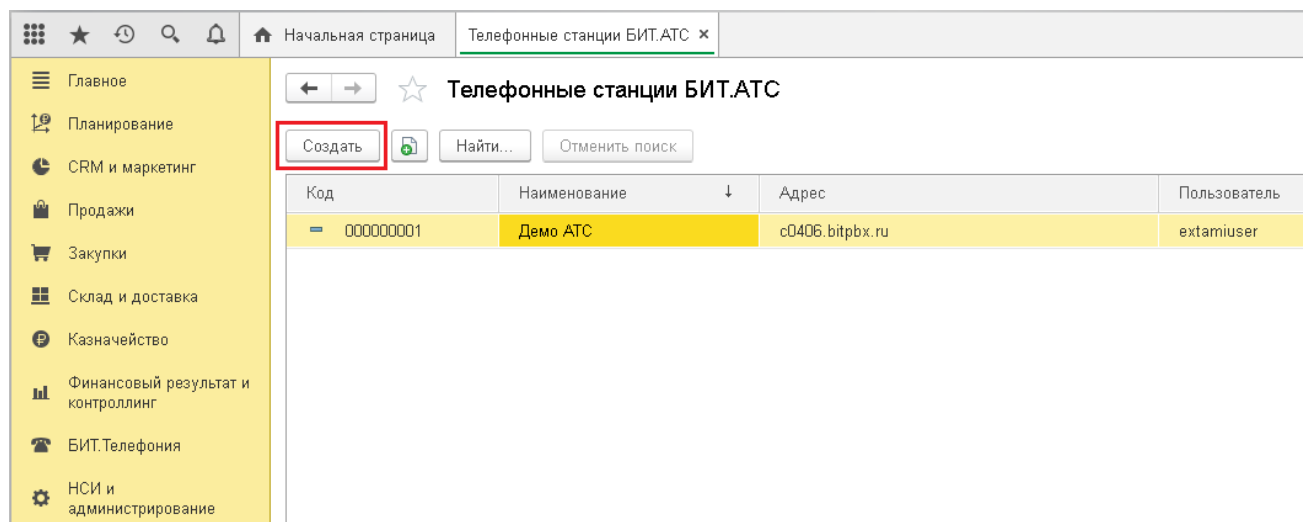 Начальная страница
Телефонные станции БИТ.АТС ×
Главное
Планирование
CRM и маркетинг
Продажи
Закупки
Склад и доставка
Казначейство
Финансовый результат и
контроллинг
БИТ.Телефония
НСИ и
администрирование
Телефонные станции БИТ.АТС
Создать
Найти...
Отменить поиск
Код Наименование ↓ Адрес Пользователь
000000001 Демо АТС c0406.bitpbx.ru extamiuser